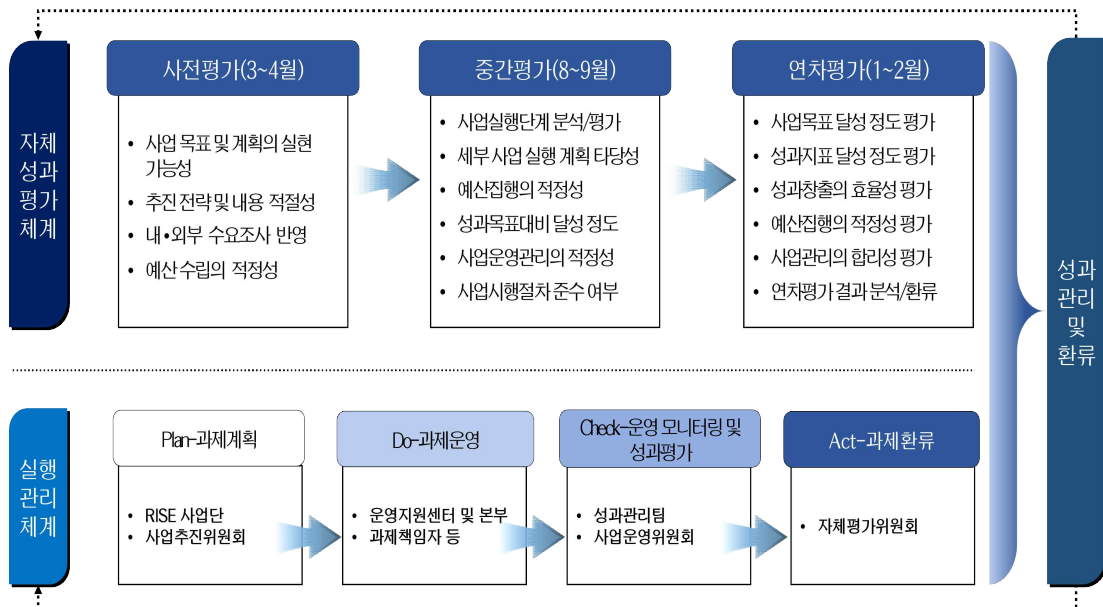 자체
성과
평가
체계
사전평가(3~4월)
• 사업 목표 및 계획의 실현
가능성
• 추진 전략 및 내용 적절성
• 내•외부 수요조사 반영
• 예산 수립의 적정성
중간평가(8~9월)
• 사업실행단계 분석/평가
• 세부 사업 실행 계획 타당성
• 예산집행의 적정성
• 성과목표대비 달성 정도
• 사업운영관리의 적정성
• 사업시행절차 준수 여부
연차평가(1~2월)
• 사업목표 달성 정도 평가
• 성과지표 달성 정도 평가
• 성과창출의 효율성 평가
• 예산집행의 적정성 평가
• 사업관리의 합리성 평가
• 연차평가 결과 분석/환류
성과
관리
및
환류
실행
관리
체계
Plan-과제계획
• RISE 사업단
• 사업추진위원회
Do-과제운영
• 운영지원센터 및 본부
• 과제책임자 등
Check-운영 모니터링 및
성과평가
• 성과관리팀
• 사업운영위원회
Act-과제환류
• 자체평가위원회